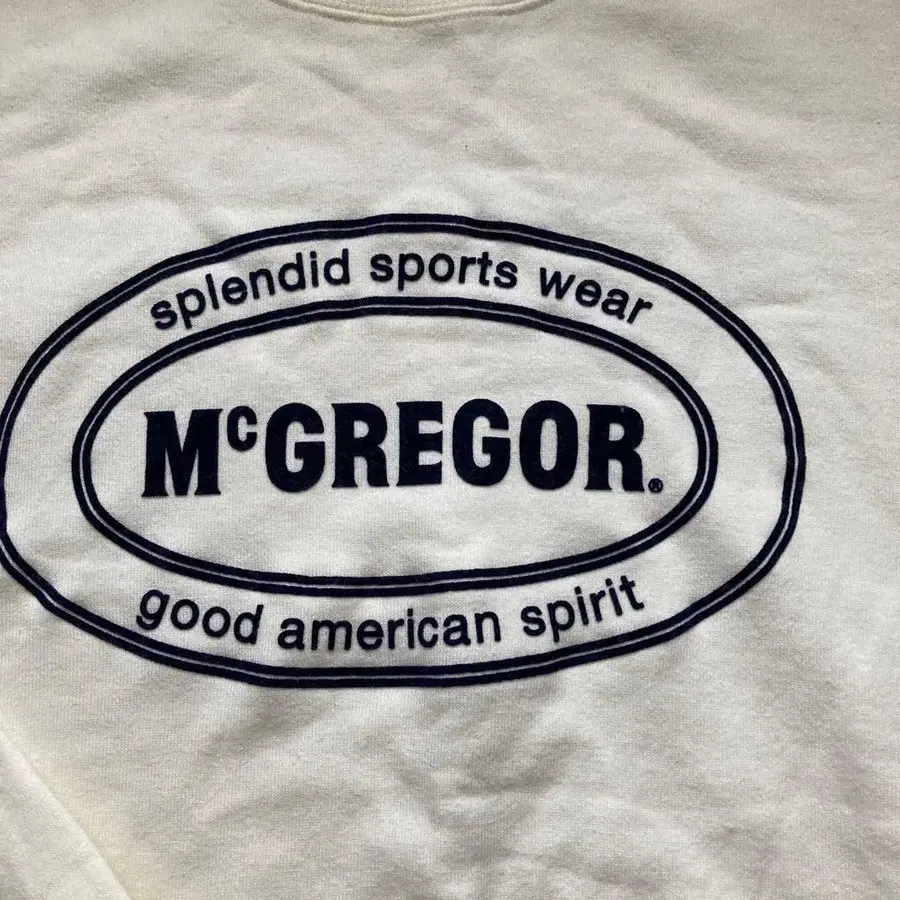 splendid sports wear
McGREGOR®
good american spirit